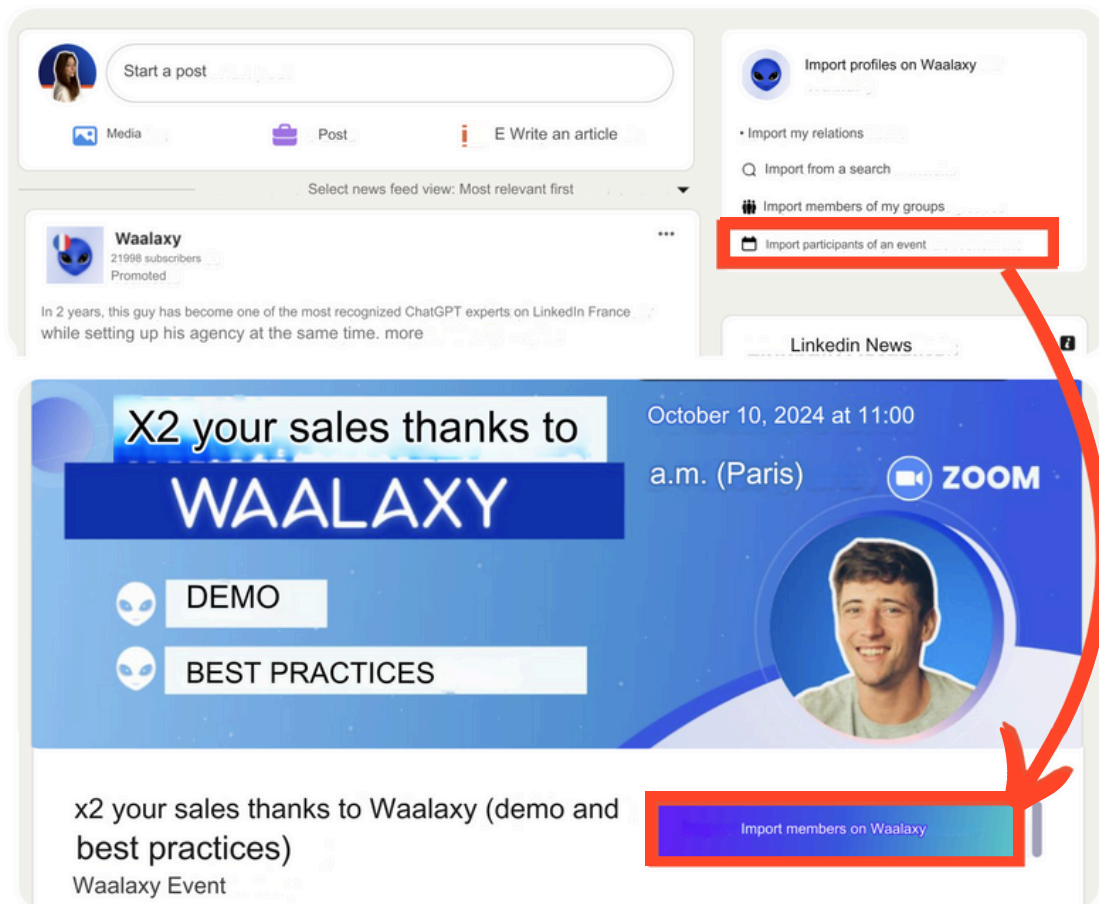 Start a post
Media
Post
E Write an article
Select news feed view: Most relevant first
Waalaxy
21998 subscribers
Promoted
In 2 years, this guy has become one of the most recognized ChatGPT experts on LinkedIn France
while setting up his agency at the same time. more
Import profiles on Waalaxy
• Import my relations
Import from a search
Import members of my groups
Import participants of an event
Linkedin News
X2 your sales thanks to
WAALAXY
DEMO
BEST PRACTICES
October 10, 2024 at 11:00
a.m. (Paris)
ZOOM
x2 your sales thanks to Waalaxy (demo and
best practices)
Waalaxy Event
Import members on Waalaxy